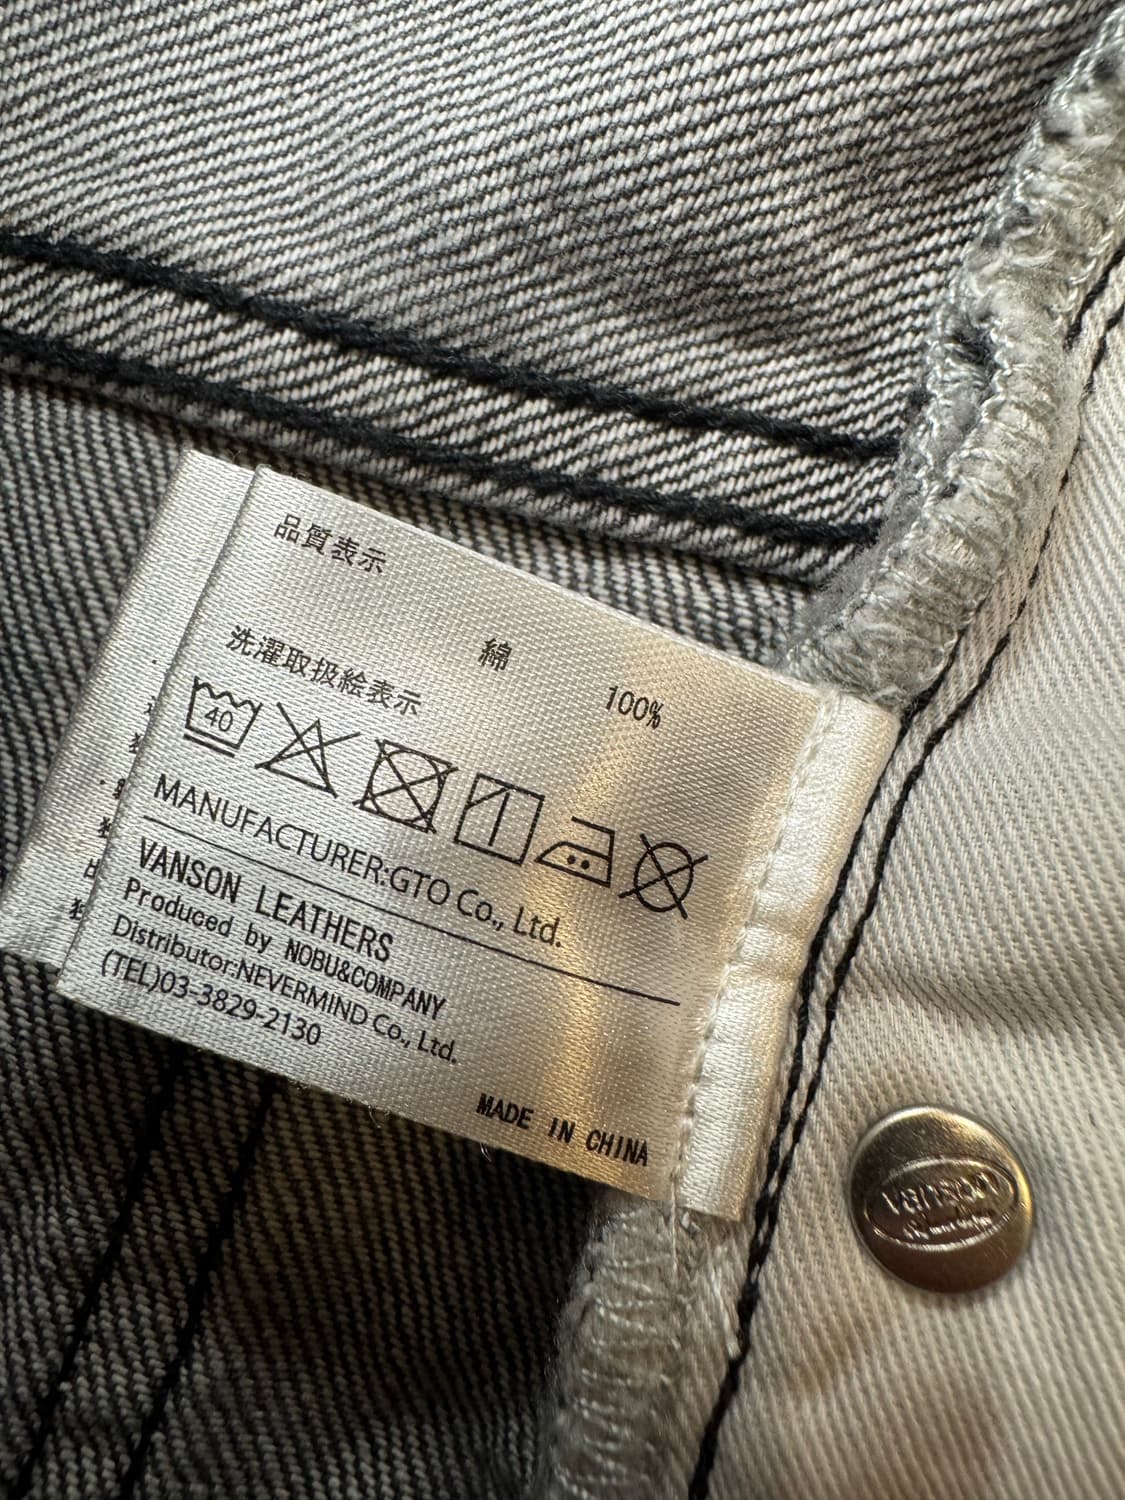 品質表示
綿
100%
洗濯取扱絵表示
40
MANUFACTURER:GTO Co., Ltd.
VANSON LEATHERS
Produced by NOBU&COMPANY
Distributor:NEVERMIND Co., Ltd.
(TEL)03-3829-2130
MADE IN CHINA
vanson